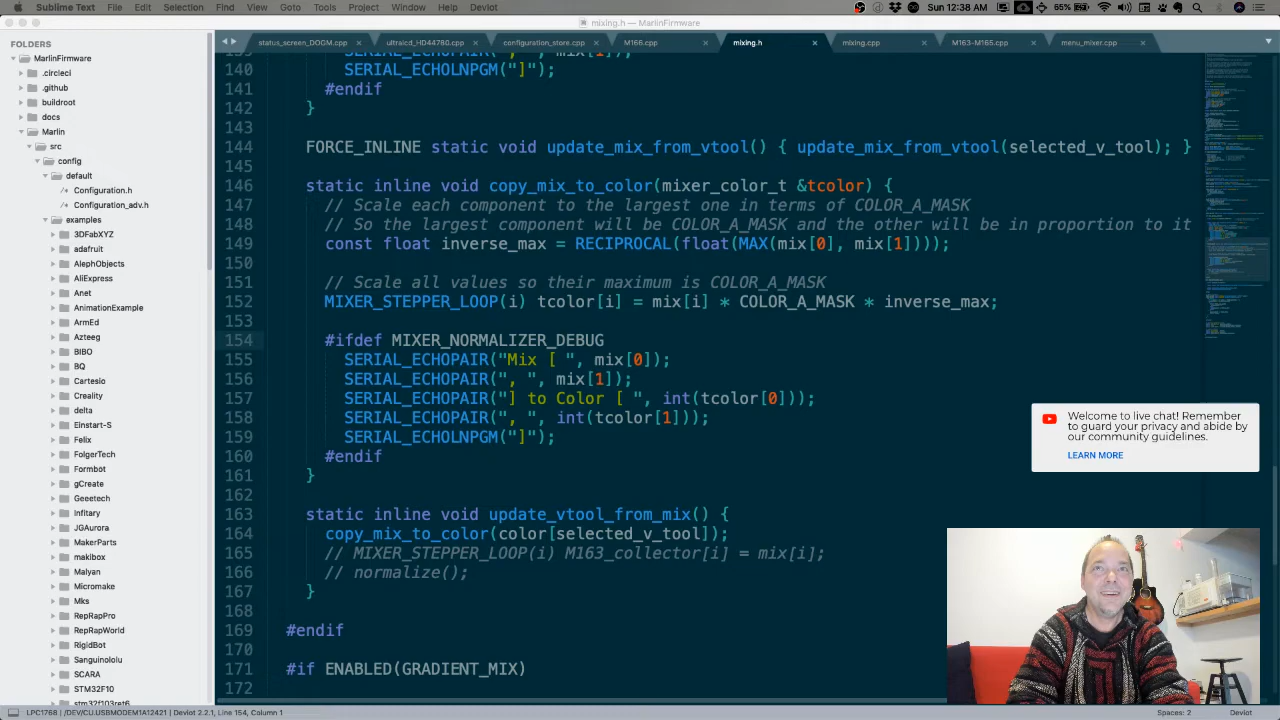 Sublime Text File Edit Selection Find View Goto Tools Project Window Help Deviot
65% Sun 12:38 AM
mixing.h — MarlinFirmware
FOLDERS
MarlinFirmware
.circleci
.github
buildroot
docs
Marlin
src
config
default
Configuration.h
Configuration_adv.h
examples
3DFabXYZ
adafruit
AlephObjects
AliExpress
Anet
AnimationExample
ArmEd
Azteeg
BIBO
BQ
Cartesio
Creality
delta
Einstart-S
Felix
FolgerTech
Formbot
gCreate
Geeetech
Infitary
JGAurora
MakerParts
makibox
Malyan
Micromake
Mks
RepRapPro
RepRapWorld
RigidBot
Sanguinololu
SCARA
STM32F10
stm32f103ret6
status_screen_DOGM.cpp × ultralcd_HD44780.cpp × configuration_store.cpp × M166.cpp × mixing.h × mixing.cpp × M163-M165.cpp × menu_mixer.cpp ×
140 SERIAL_ECHOLNPGM("]");
141 #endif
142 }
143
144 FORCE_INLINE static void update_mix_from_vtool() { update_mix_from_vtool(selected_v_tool); }
145
146 static inline void copy_mix_to_color(mixer_color_t &tcolor) {
147 // Scale each component to the largest one in terms of COLOR_A_MASK
148 // So the largest component will be COLOR_A_MASK and the other will be in proportion to it
149 const float inverse_max = RECIPROCAL(float(MAX(mix[0], mix[1])));
150
151 // Scale all values so their maximum is COLOR_A_MASK
152 MIXER_STEPPER_LOOP(i) tcolor[i] = mix[i] * COLOR_A_MASK * inverse_max;
153
154 #ifdef MIXER_NORMALIZER_DEBUG
155 SERIAL_ECHOPAIR("Mix [ ", mix[0]);
156 SERIAL_ECHOPAIR(", ", mix[1]);
157 SERIAL_ECHOPAIR("] to Color [ ", int(tcolor[0]));
158 SERIAL_ECHOPAIR(", ", int(tcolor[1]));
159 SERIAL_ECHOLNPGM("]");
160 #endif
161 }
162
163 static inline void update_vtool_from_mix() {
164 copy_mix_to_color(color[selected_v_tool]);
165 // MIXER_STEPPER_LOOP(i) M163_collector[i] = mix[i];
166 // normalize();
167 }
168
169 #endif
170
171 #if ENABLED(GRADIENT_MIX)
172
Welcome to live chat! Remember
to guard your privacy and abide by
our community guidelines.
LEARN MORE
LPC1768 | /DEV/CU.USBMODEM1A12421 | Deviot 2.2.1, Line 154, Column 1
Spaces: 2 Deviot